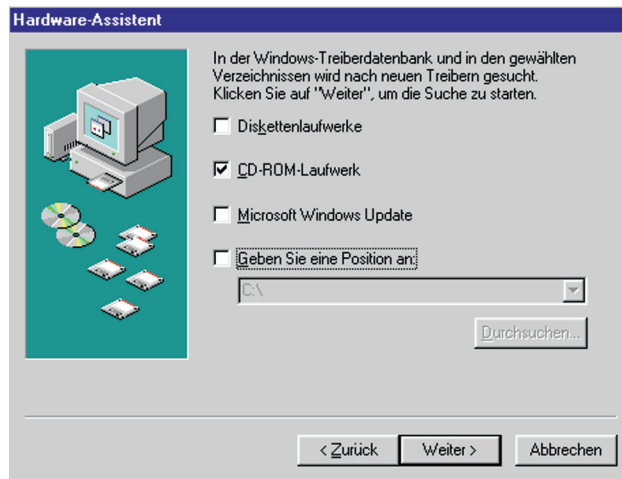 Hardware-Assistent
In der Windows-Treiberdatenbank und in den gewählten
Verzeichnissen wird nach neuen Treibern gesucht.
Klicken Sie auf "Weiter", um die Suche zu starten.
Diskettenlaufwerke
CD-ROM-Laufwerk
Microsoft Windows Update
Geben Sie eine Position an:
C:\
Durchsuchen...
< Zurück Weiter > Abbrechen